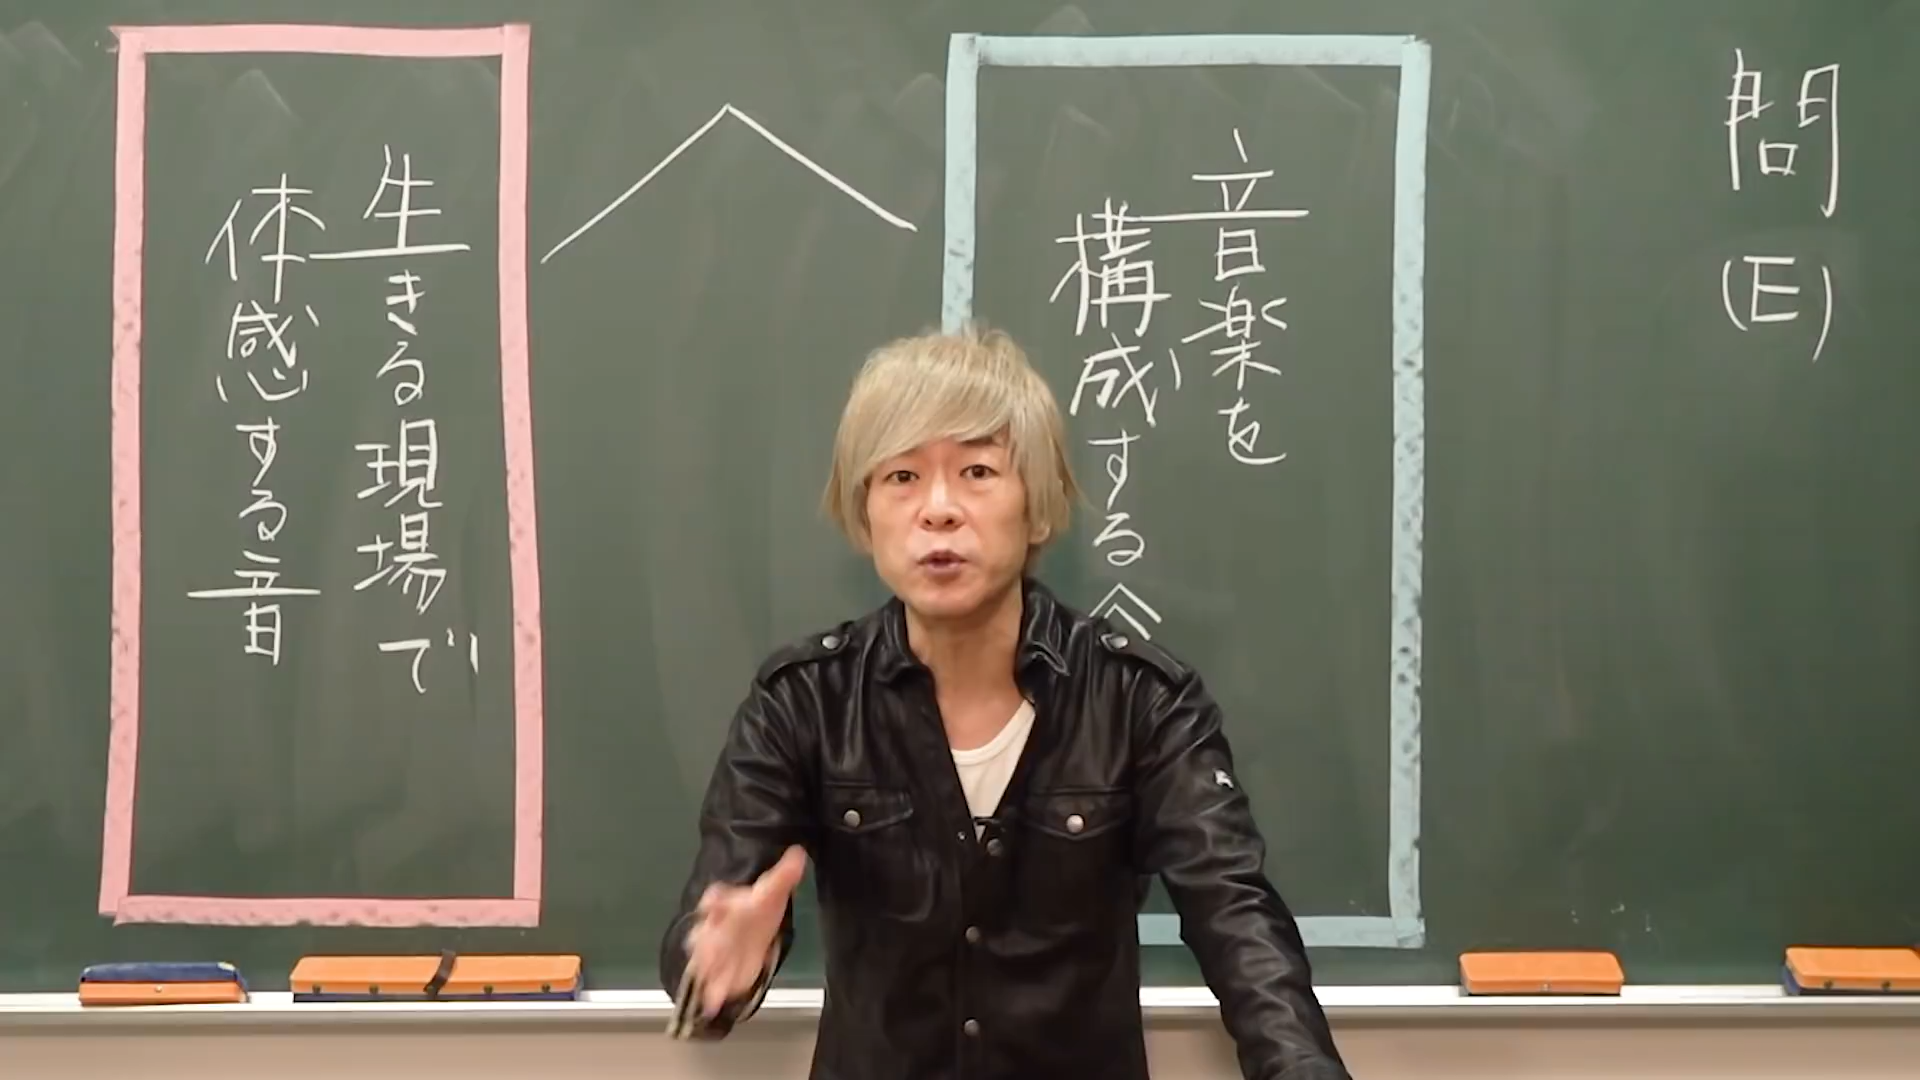 問
(E)
音楽を
構成する
生きる現場で
体感する音